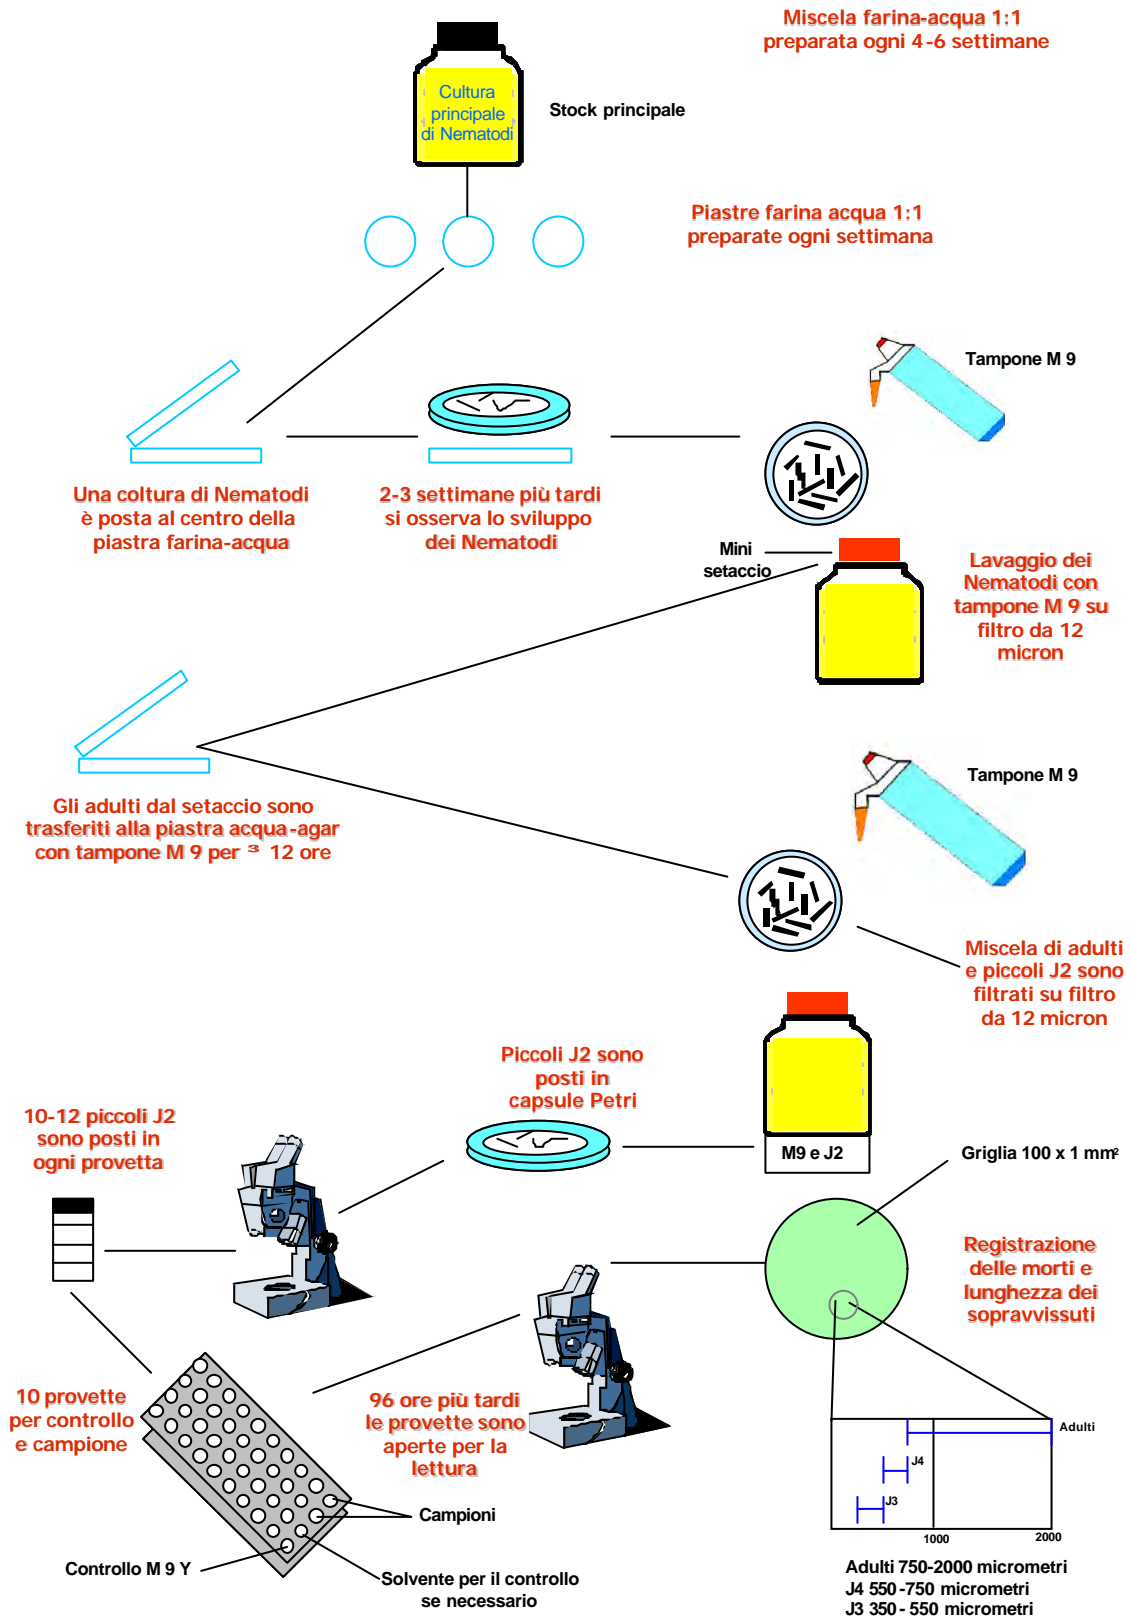 Miscela farina-acqua 1:1
preparata ogni 4-6 settimane
Cultura
principale
di Nematodi
Stock principale
Piastre farina acqua 1:1
preparate ogni settimana
Tampone M 9
Una coltura di Nematodi
è posta al centro della
piastra farina-acqua
2-3 settimane più tardi
si osserva lo sviluppo
dei Nematodi
Mini
setaccio
Lavaggio dei
Nematodi con
tampone M 9 su
filtro da 12
micron
Gli adulti dal setaccio sono
trasferiti alla piastra acqua-agar
con tampone M 9 per ³ 12 ore
Tampone M 9
Miscela di adulti
e piccoli J2 sono
filtrati su filtro
da 12 micron
Piccoli J2 sono
posti in
capsule Petri
M9 e J2
10-12 piccoli J2
sono posti in
ogni provetta
Griglia 100 x 1 mm²
Registrazione
delle morti e
lunghezza dei
sopravvissuti
10 provette
per controllo
e campione
96 ore più tardi
le provette sono
aperte per la
lettura
Campioni
Controllo M 9 Y
Solvente per il controllo
se necessario
Adulti
J4
J3
1000
2000
Adulti 750-2000 micrometri
J4 550-750 micrometri
J3 350-550 micrometri